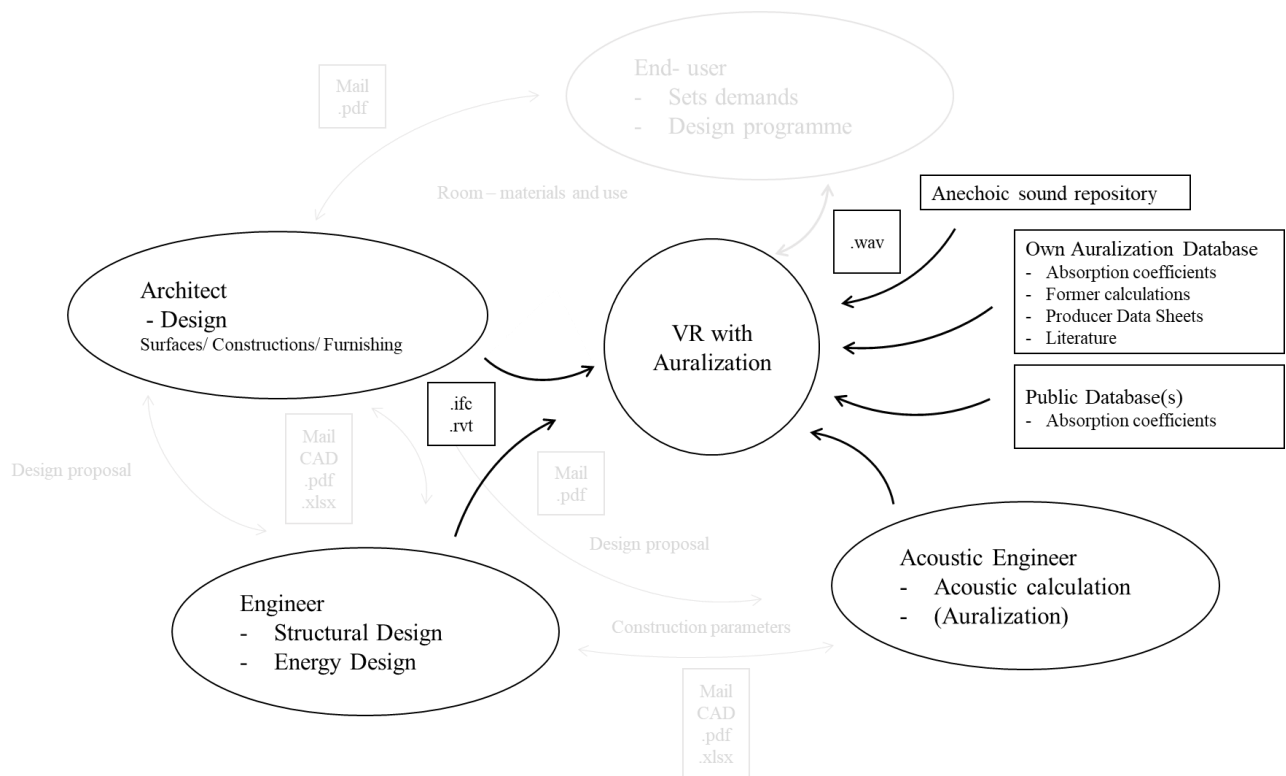 End- user
- Sets demands
- Design programme
Mail
.pdf
Room – materials and use
Anechoic sound repository
.wav
Own Auralization Database
- Absorption coefficients
- Former calculations
- Producer Data Sheets
- Literature
Architect
- Design
Surfaces/ Constructions/ Furnishing
VR with
Auralization
.ifc
.rvt
Public Database(s)
- Absorption coefficients
Mail
CAD
.pdf
.xlsx
Design proposal
Mail
.pdf
Design proposal
Acoustic Engineer
- Acoustic calculation
- (Auralization)
Engineer
- Structural Design
- Energy Design
Construction parameters
Mail
CAD
.pdf
.xlsx